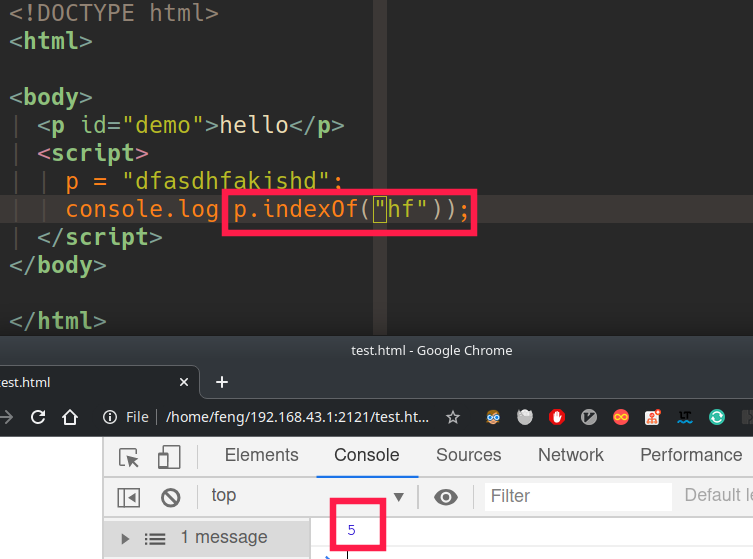 <!DOCTYPE html>
<html>
<body>
<p id="demo">hello</p>
<script>
p = "dfasdhfakjshd";
console.log(p.indexOf("hf"));
</script>
</body>
</html>
test.html - Google Chrome
est.html
File /home/feng/192.168.43.1:2121/test.ht...
Elements Console Sources Network Performance
top Filter Default le
1 message 5